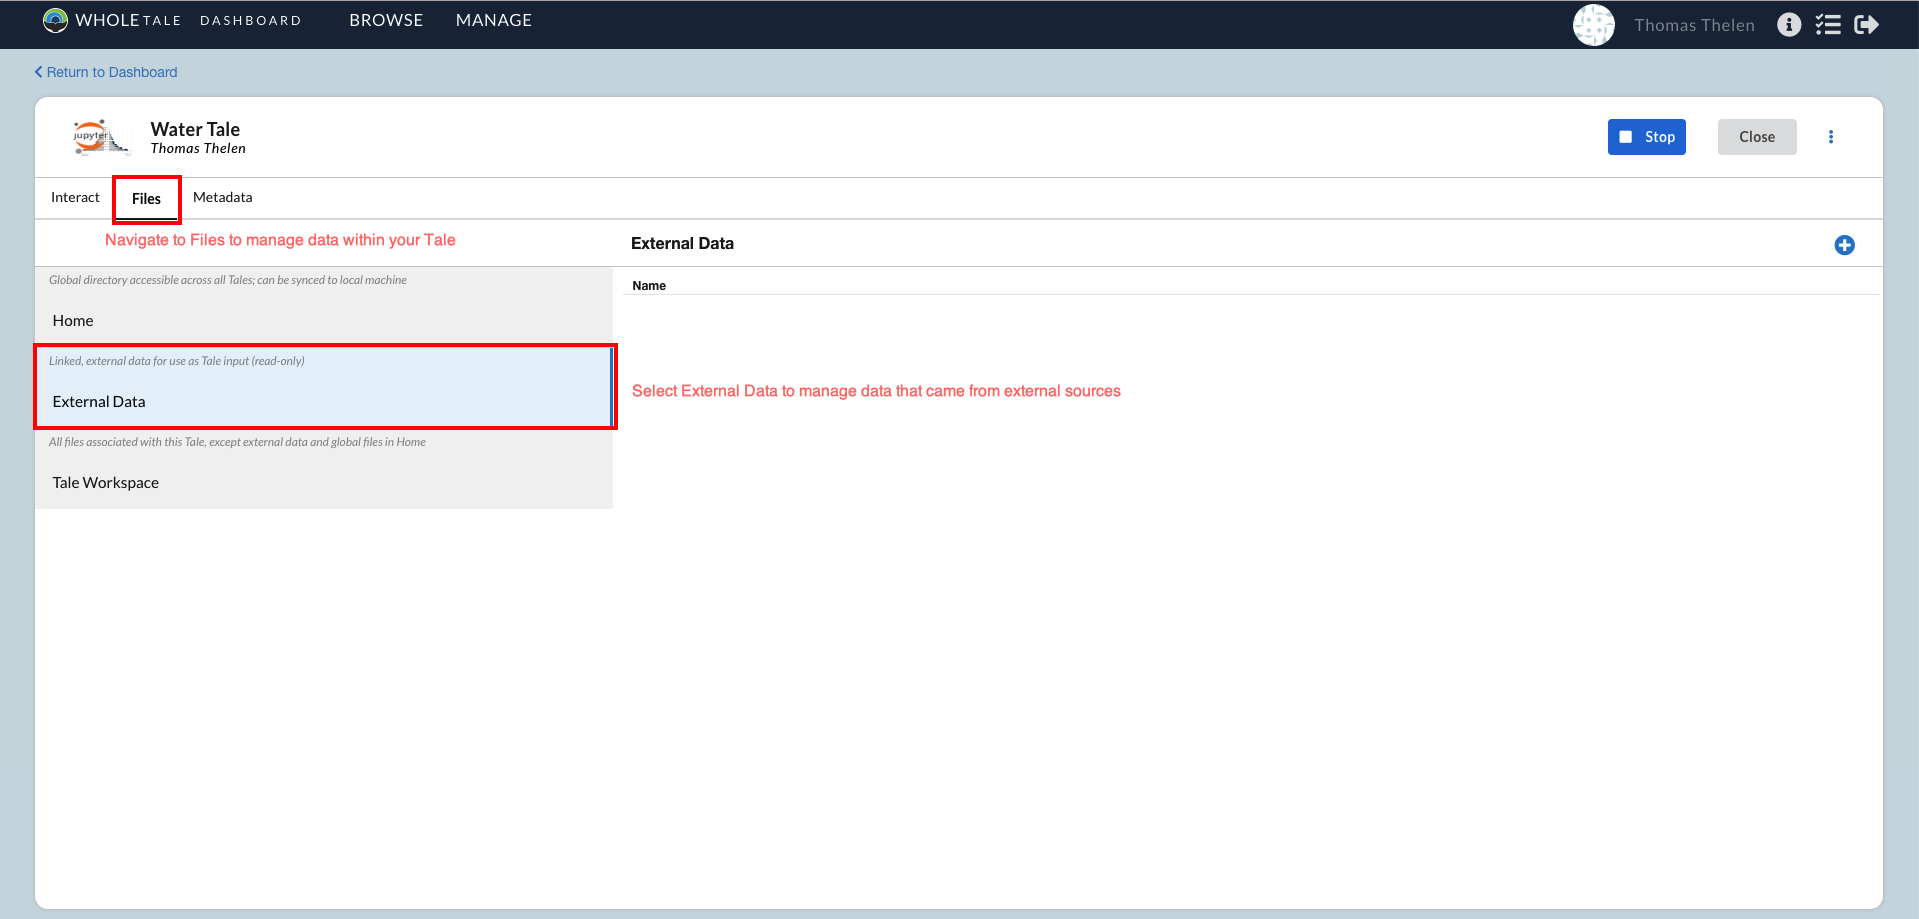 WHOLE TALE DASHBOARD BROWSE MANAGE Thomas Thelen
Return to Dashboard
jupyter
Water Tale
Thomas Thelen
Stop Close
Interact Files Metadata
Navigate to Files to manage data within your Tale
External Data
Global directory accessible across all Tales; can be synced to local machine
Name
Home
Linked, external data for use as Tale input (read-only)
External Data
Select External Data to manage data that came from external sources
All files associated with this Tale, except external data and global files in Home
Tale Workspace